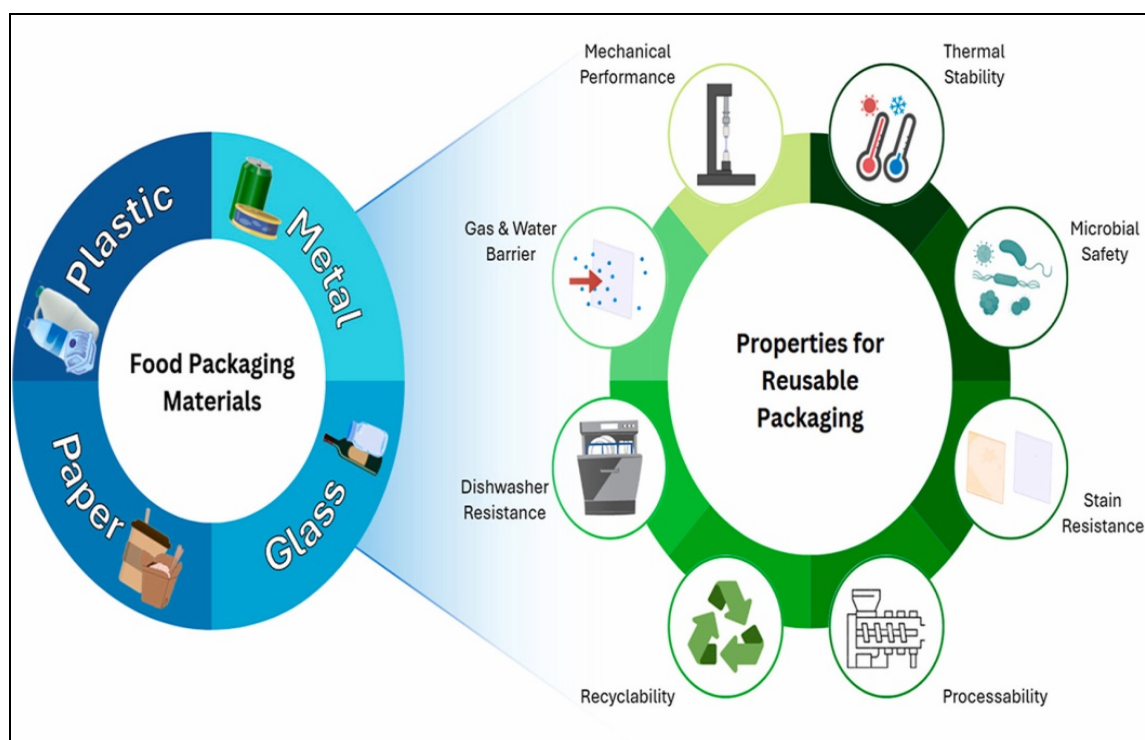 Plastic
Metal
Paper
Glass
Food Packaging
Materials
Mechanical
Performance
Thermal
Stability
Gas & Water
Barrier
Microbial
Safety
Properties for
Reusable
Packaging
Dishwasher
Resistance
Stain
Resistance
Recyclability
Processability